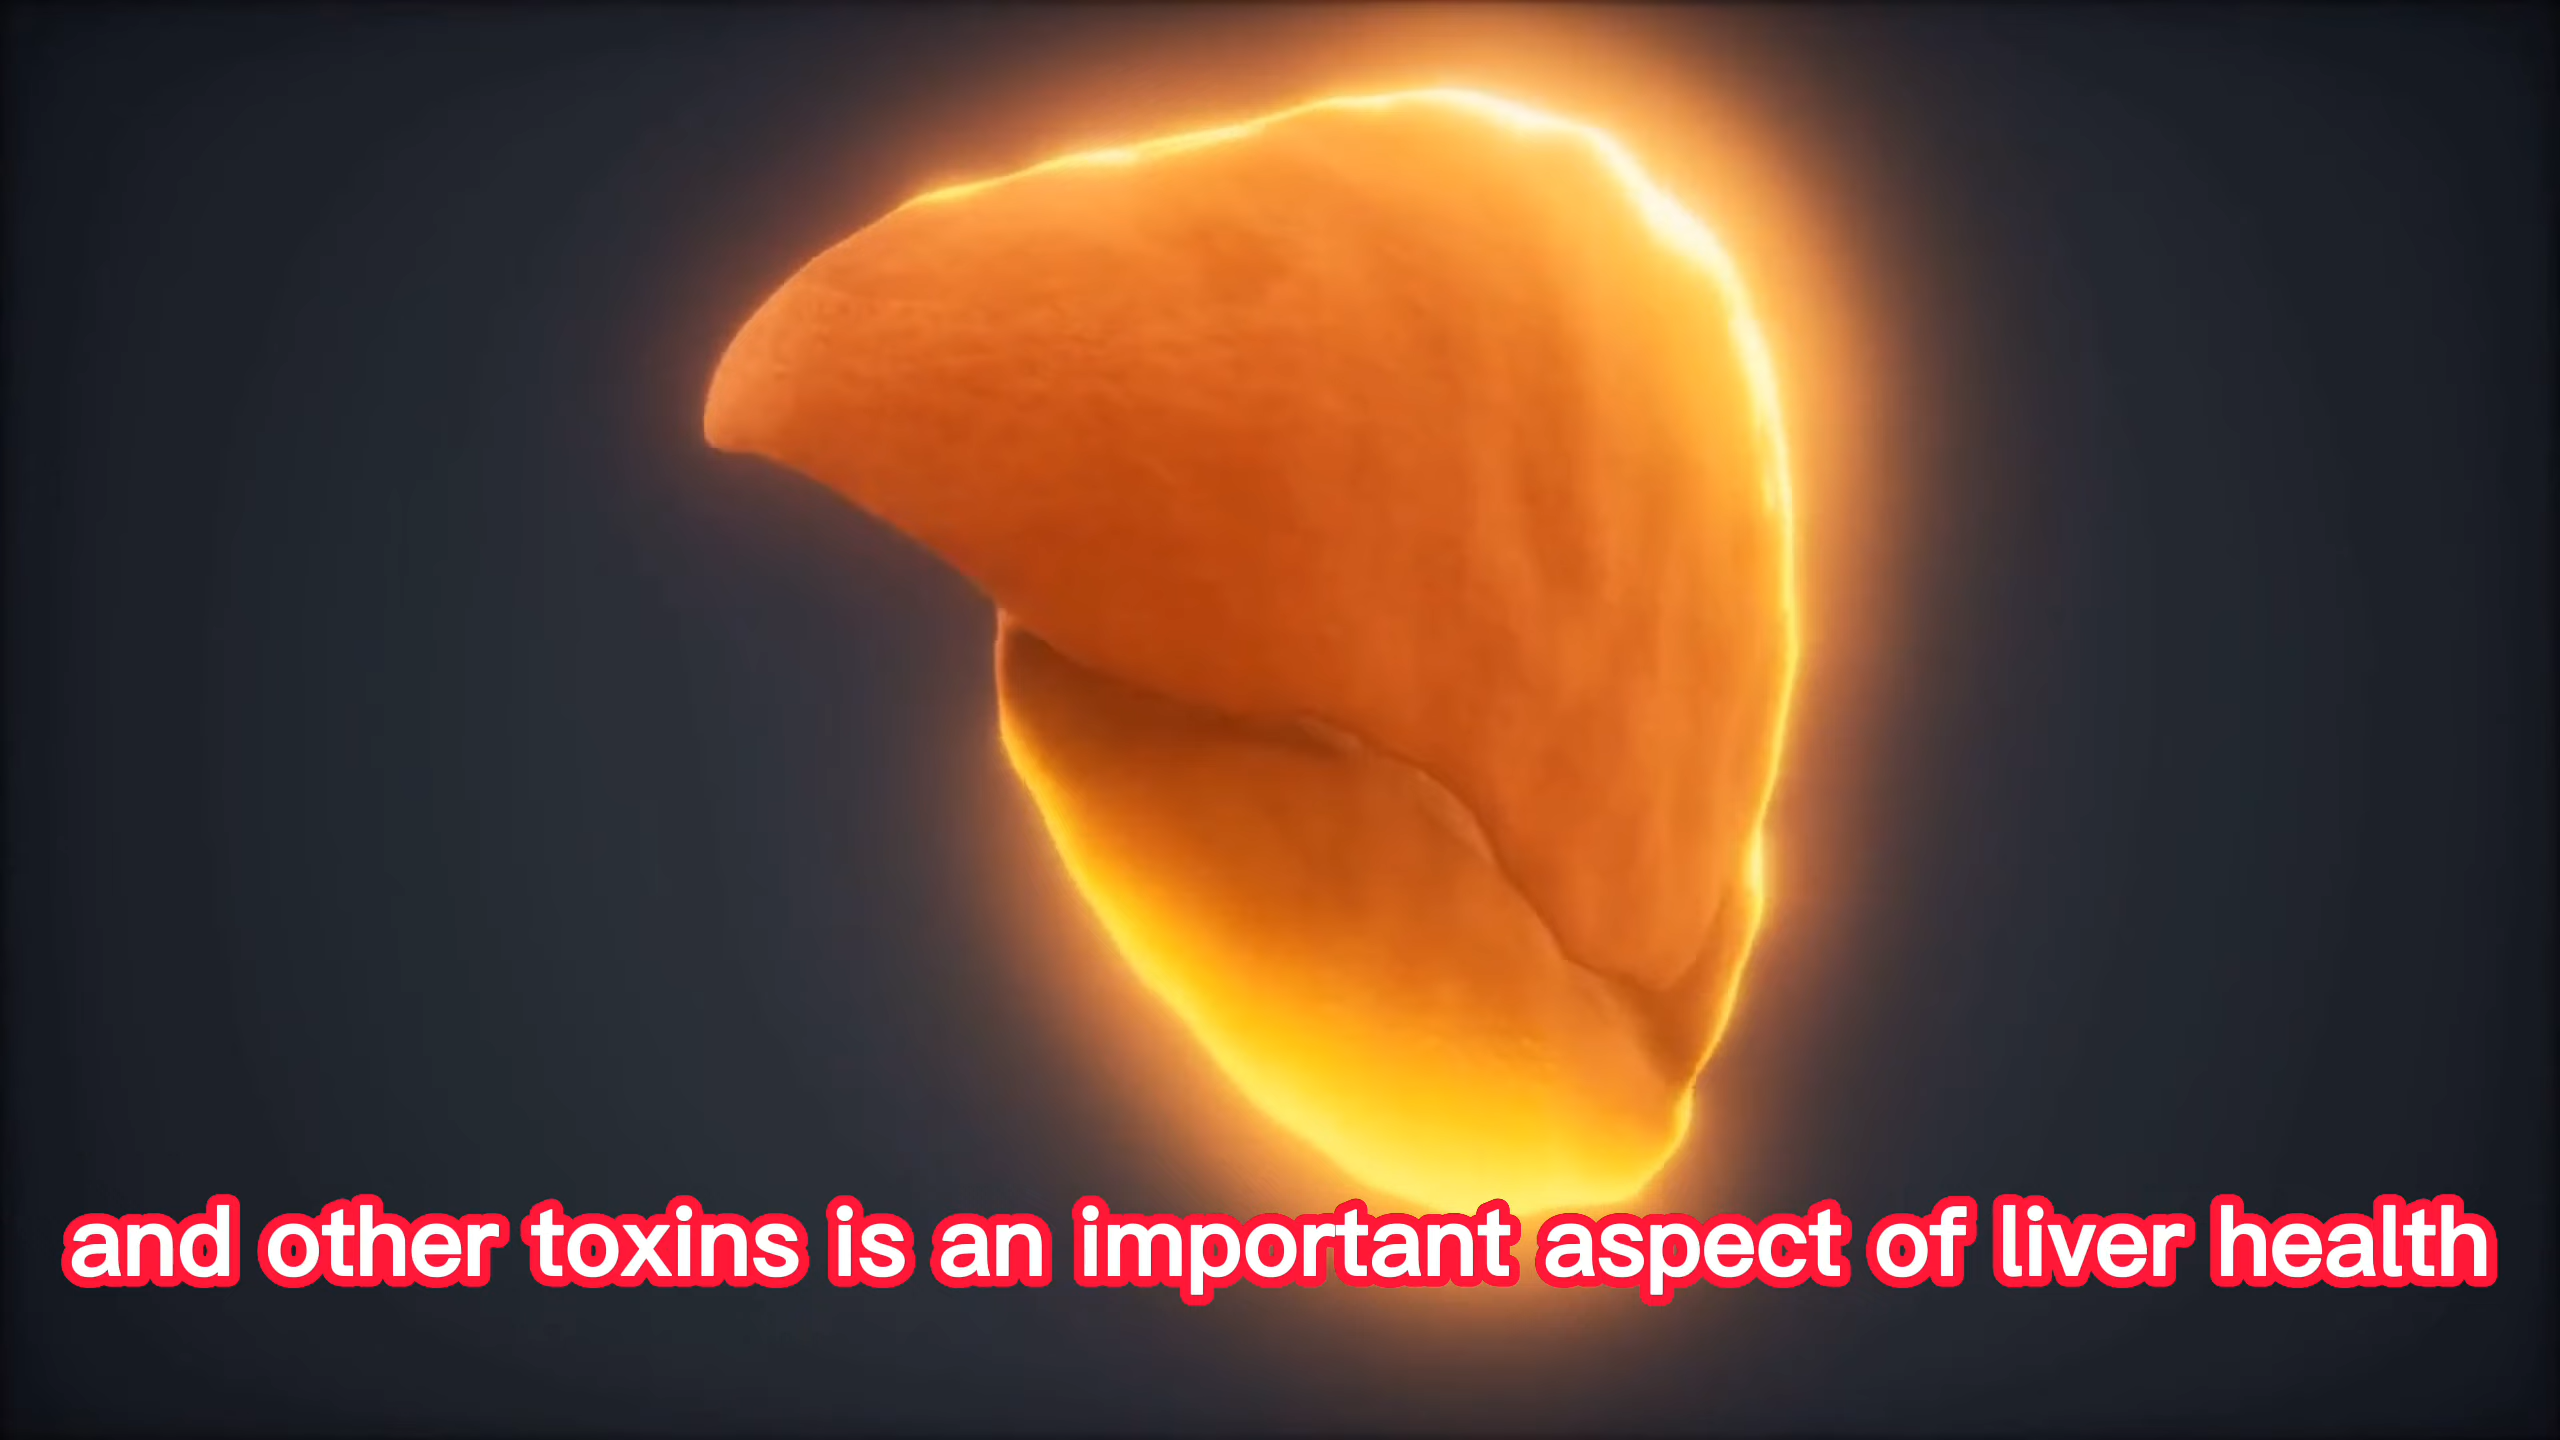 and other toxins is an important aspect of liver health